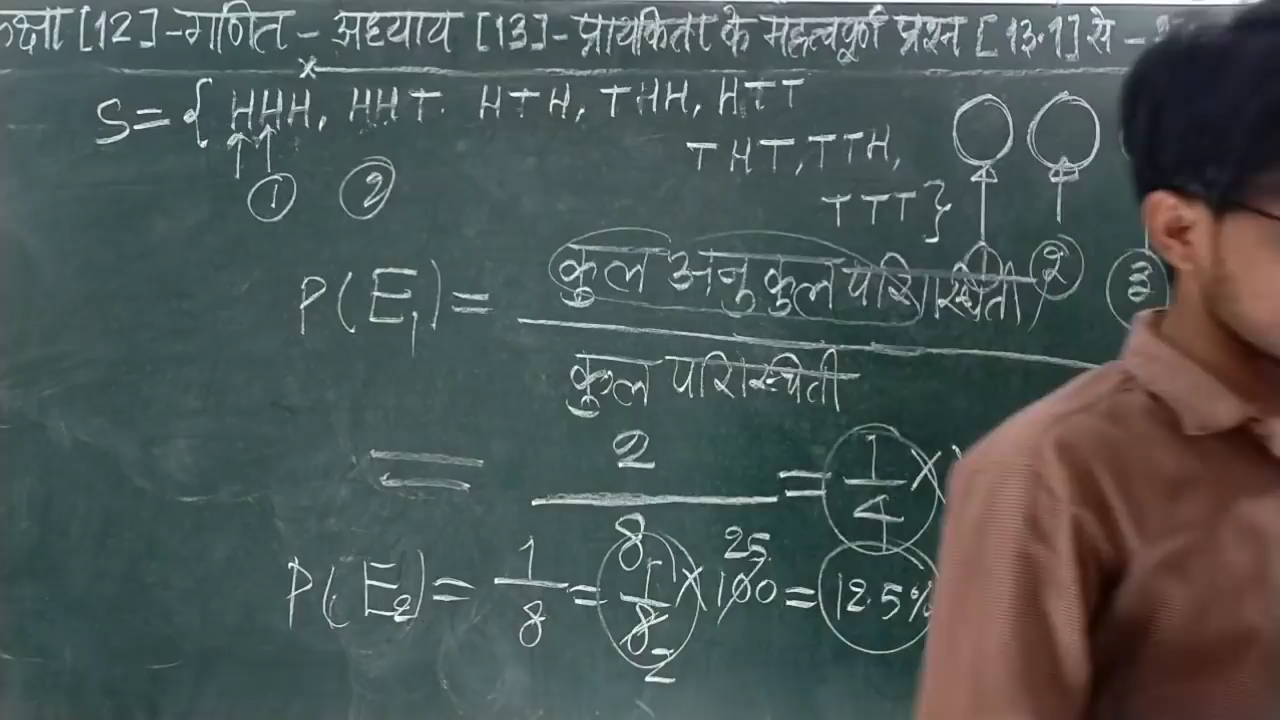 कक्षा [12]-गणित - अध्याय [13]- प्रायकिता के महत्वपूर्ण प्रश्न [13.1] से -
S = { HHH, HHT HTH, THH, HTT
THT, TTH,
TTT }
① ②
② ③
P(E₁) = कुल अनुकुल परिस्थिती
कुल परिस्थिती
= 2/8 = 1/4 ×
P(E₂) = 1/8 = 1/8 × 100 = 12.5%
25
2